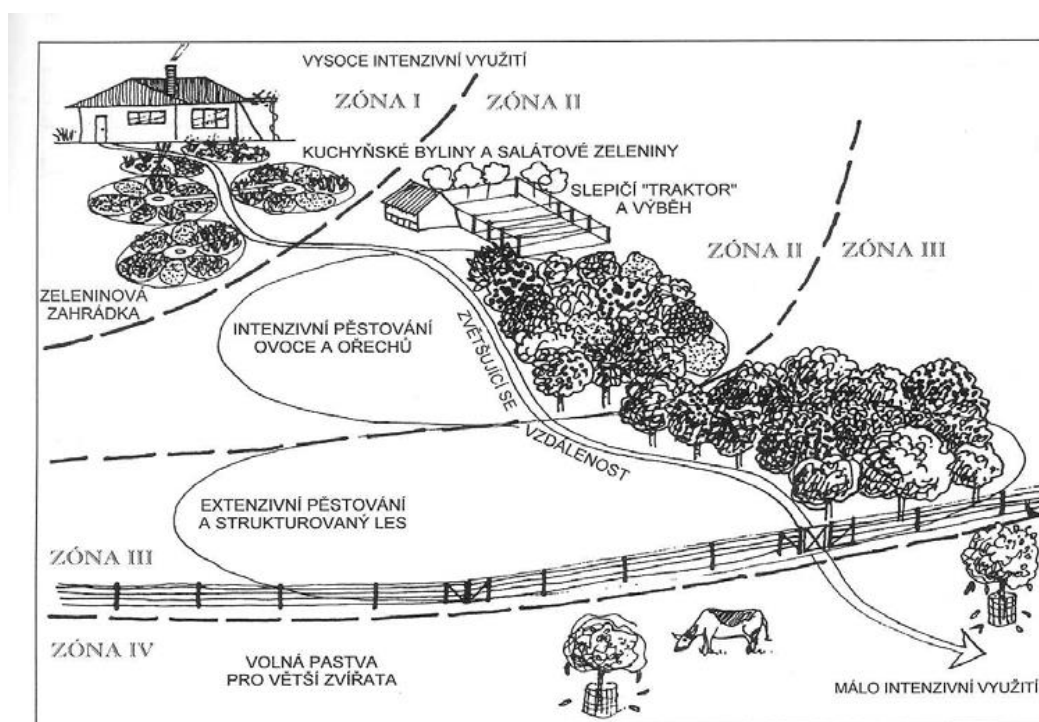 VYSOCE INTENZIVNÍ VYUŽITÍ
ZÓNA I
ZÓNA II
KUCHYŇSKÉ BYLINY A SALÁTOVÉ ZELENINY
SLEPIČÍ "TRAKTOR"
A VÝBĚH
ZÓNA II
ZÓNA III
ZELENINOVÁ
ZAHRÁDKA
INTENZIVNÍ PĚSTOVÁNÍ
OVOCE A OŘECHŮ
ZVĚTŠUJÍCÍ SE
VZDÁLENOST
EXTENZIVNÍ PĚSTOVÁNÍ
A STRUKTUROVANÝ LES
ZÓNA III
ZÓNA IV
VOLNÁ PASTVA
PRO VĚTŠÍ ZVÍŘATA
MÁLO INTENZIVNÍ VYUŽITÍ